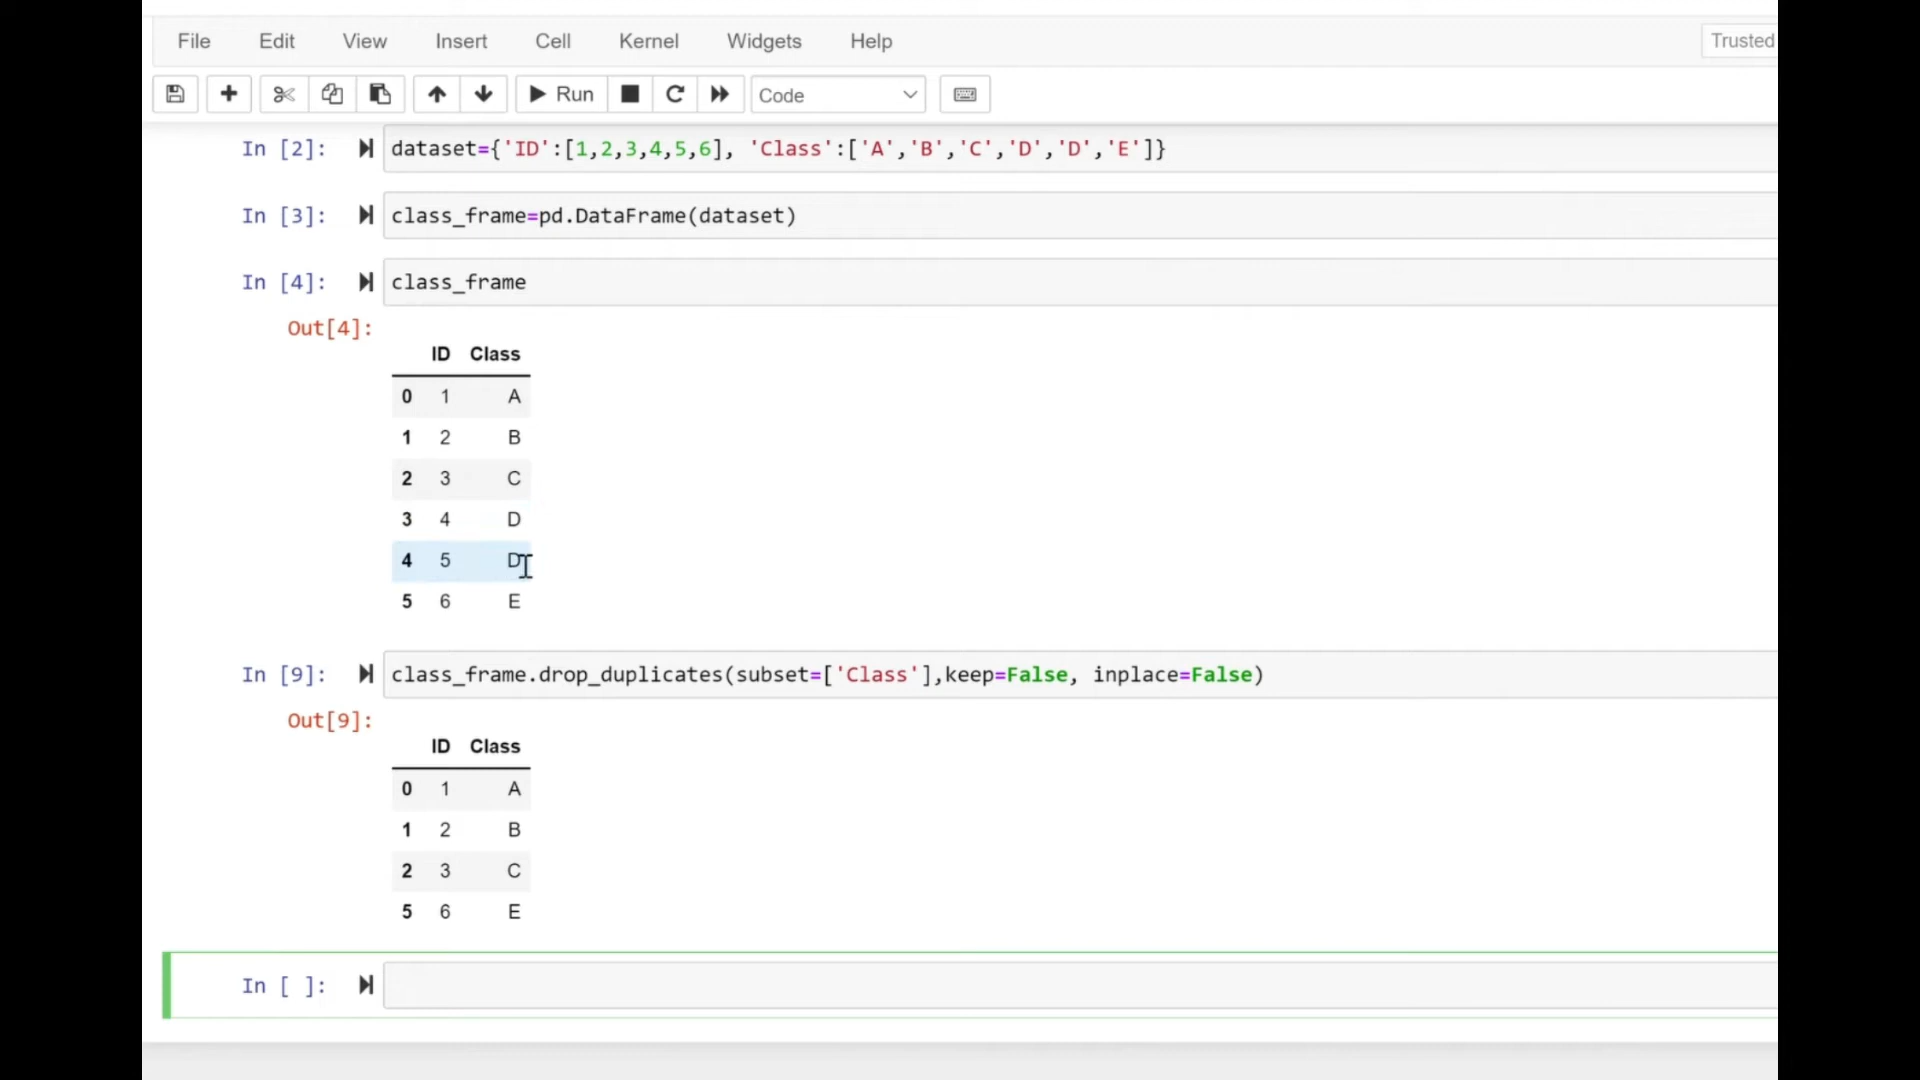 File Edit View Insert Cell Kernel Widgets Help Trusted
Run Code
In [2]: dataset={'ID':[1,2,3,4,5,6], 'Class':['A','B','C','D','D','E']}
In [3]: class_frame=pd.DataFrame(dataset)
In [4]: class_frame
Out[4]:
ID Class
0 1 A
1 2 B
2 3 C
3 4 D
4 5 D
5 6 E
In [9]: class_frame.drop_duplicates(subset=['Class'],keep=False, inplace=False)
Out[9]:
ID Class
0 1 A
1 2 B
2 3 C
5 6 E
In [ ]: